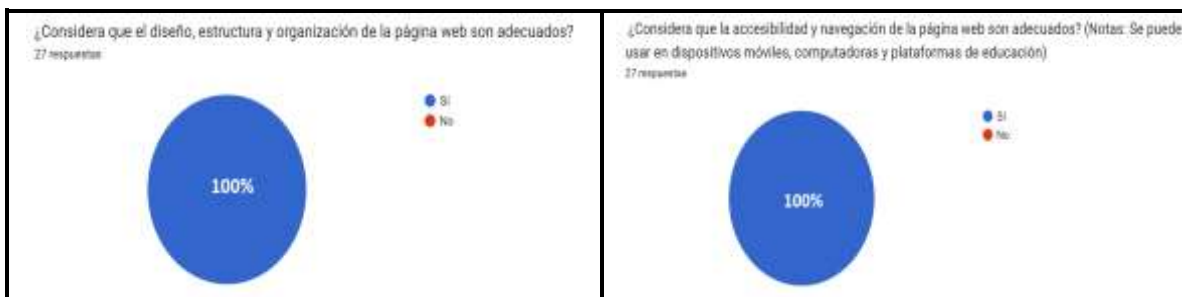 ¿Considera que el diseño, estructura y organización de la página web son adecuados?
27 respuestas
Sí
No
100%
¿Considera que la accesibilidad y navegación de la página web son adecuados? (Notas: Se puede
usar en dispositivos móviles, computadoras y plataformas de educación)
27 respuestas
Sí
No
100%